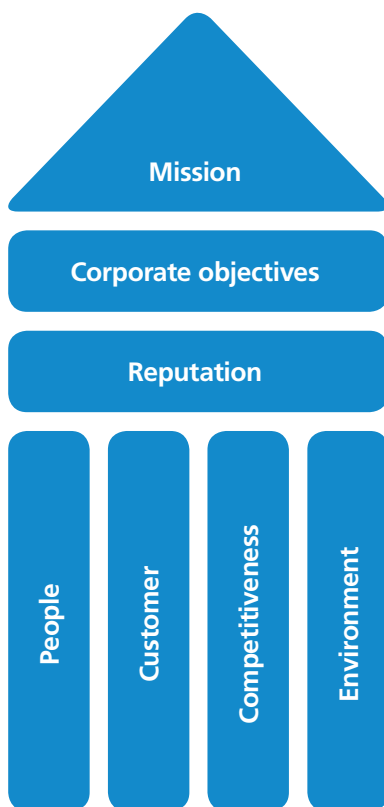 Mission
Corporate objectives
Reputation
People
Customer
Competitiveness
Environment